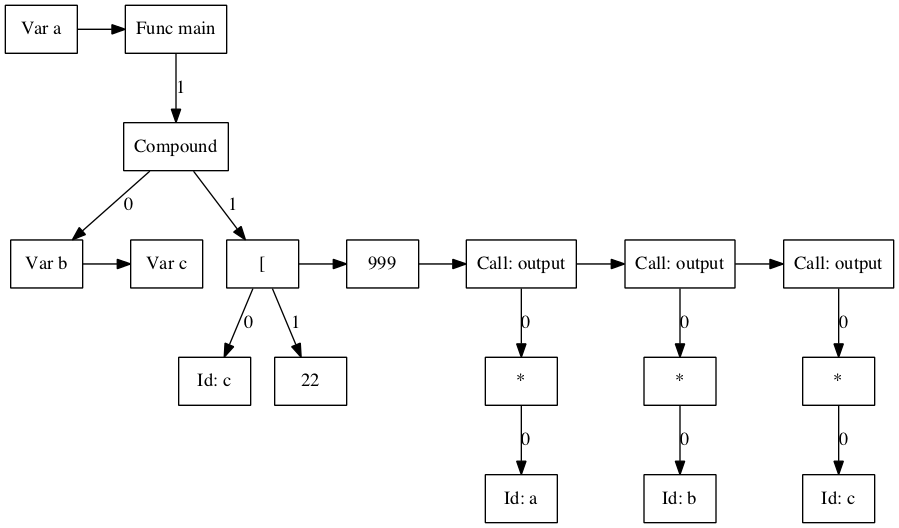 Var a
Func main
1
Compound
0
1
Var b
Var c
[
999
Call: output
Call: output
Call: output
0
1
0
0
0
Id: c
22
*
*
*
0
0
0
Id: a
Id: b
Id: c